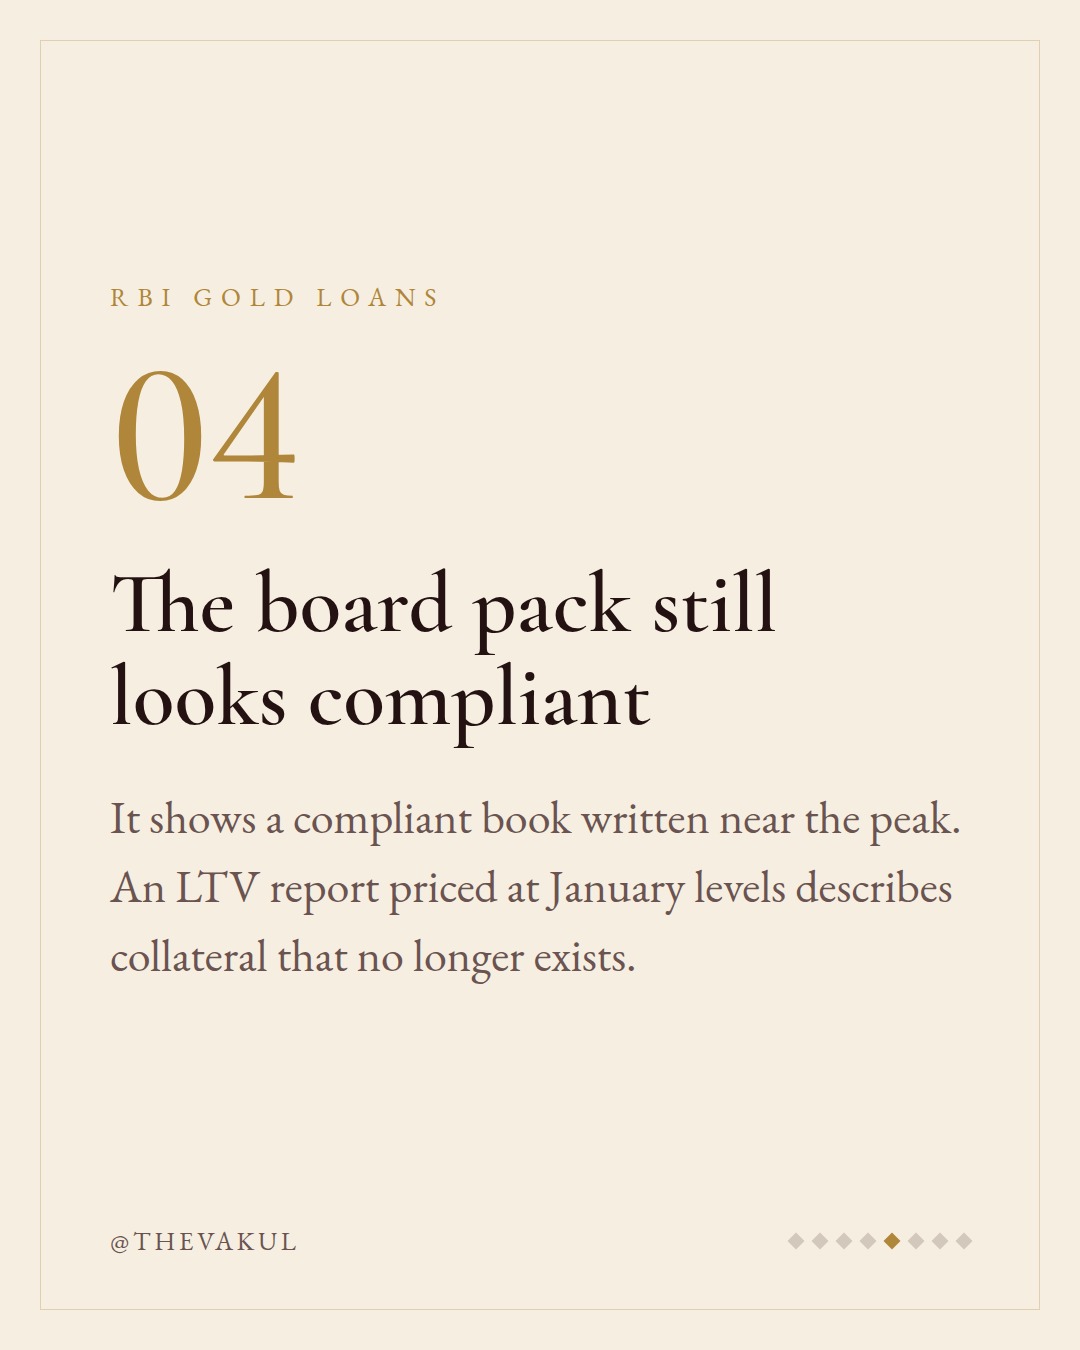 RBI GOLD LOANS
04
The board pack still
looks compliant
It shows a compliant book written near the peak.
An LTV report priced at January levels describes
collateral that no longer exists.
@THEVAKUL